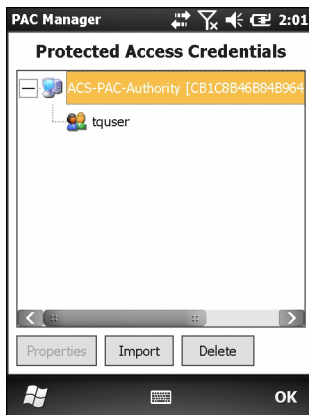 PAC Manager 2:01
Protected Access Credentials
ACS-PAC-Authority [CB1C8B46B84B964
tquser
Properties Import Delete
OK